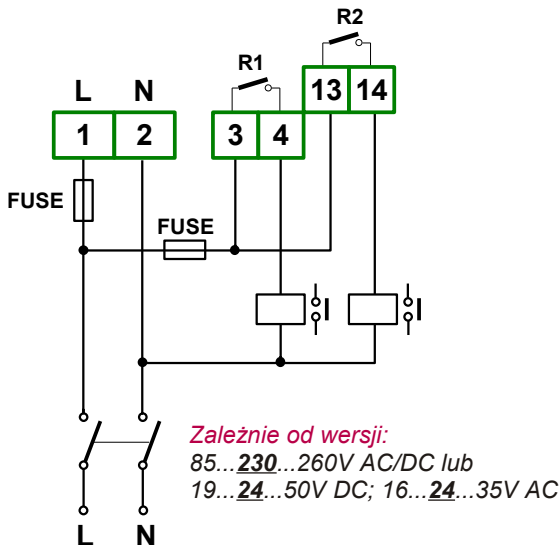 R2
R1
L N
13 14
1 2 3 4
FUSE
FUSE
Zależnie od wersji:
85...230...260V AC/DC lub
19...24...50V DC; 16...24...35V AC
L N